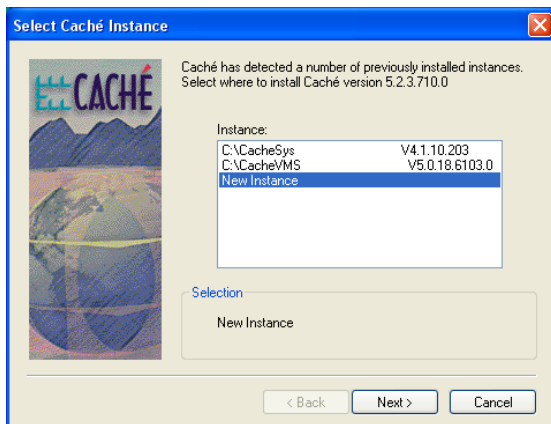 Select Caché Instance
CACHÉ
Caché has detected a number of previously installed instances.
Select where to install Caché version 5.2.3.710.0
Instance:
C:\CacheSys V4.1.10.203
C:\CacheVMS V5.0.18.6103.0
New Instance
Selection
New Instance
< Back Next > Cancel